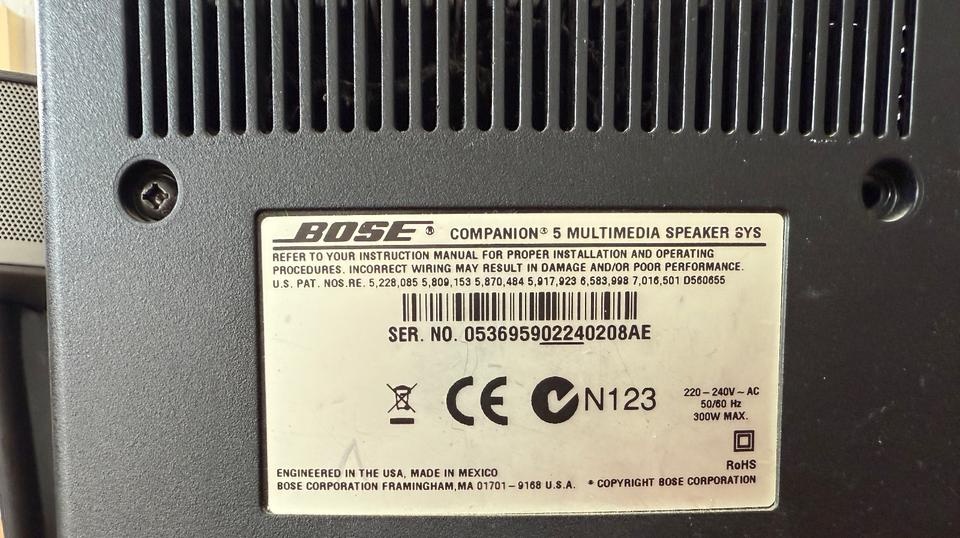 BOSE ® COMPANION® 5 MULTIMEDIA SPEAKER SYS
REFER TO YOUR INSTRUCTION MANUAL FOR PROPER INSTALLATION AND OPERATING
PROCEDURES. INCORRECT WIRING MAY RESULT IN DAMAGE AND/OR POOR PERFORMANCE.
U.S. PAT. NOS.RE. 5,228,085 5,809,153 5,870,484 5,917,923 6,583,998 7,016,501 D560655
SER. NO. 053695902240208AE
CE N123
220-240V~AC
50/60 Hz
300W MAX.
RoHS
ENGINEERED IN THE USA, MADE IN MEXICO
BOSE CORPORATION FRAMINGHAM,MA 01701-9168 U.S.A. © COPYRIGHT BOSE CORPORATION